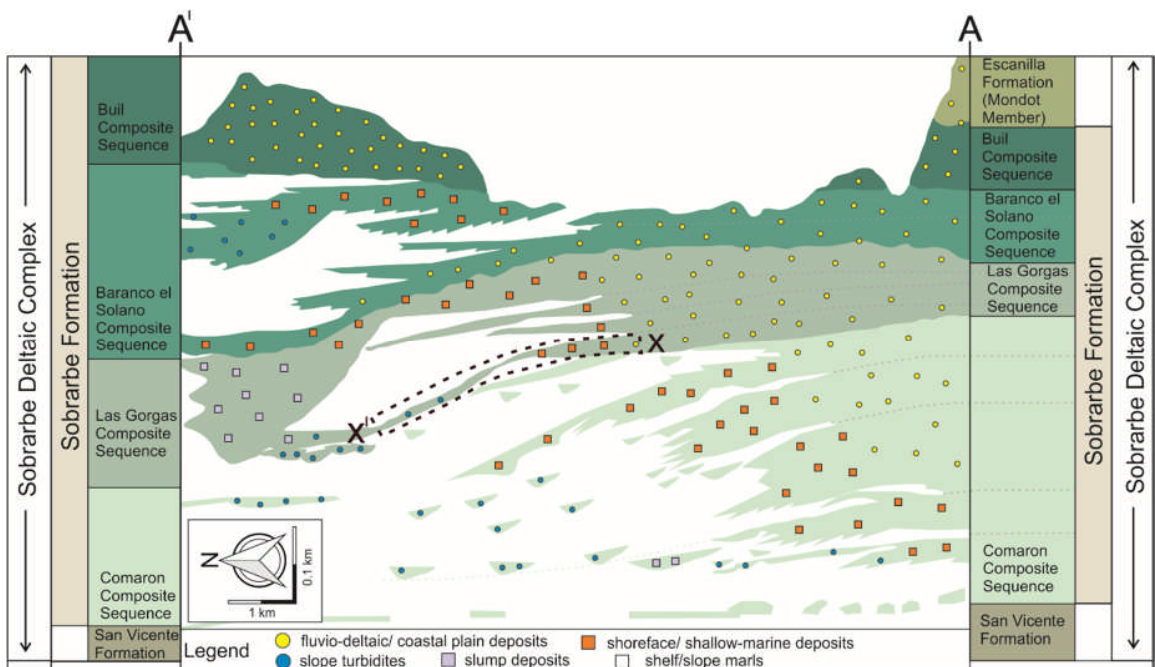 A'
A
Sobrarbe Deltaic Complex
Sobrarbe Formation
Buil
Composite
Sequence
Baranco el
Solano
Composite
Sequence
Las Gorgas
Composite
Sequence
Comaron
Composite
Sequence
San Vicente
Formation
X'
X
N
0.1 km
1 km
Escanilla
Formation
(Mondot
Member)
Buil
Composite
Sequence
Baranco el
Solano
Composite
Sequence
Las Gorgas
Composite
Sequence
Comaron
Composite
Sequence
San Vicente
Formation
Sobrarbe Formation
Sobrarbe Deltaic Complex
Legend
fluvio-deltaic/ coastal plain deposits
shoreface/ shallow-marine deposits
slope turbidites
slump deposits
shelf/slope marls